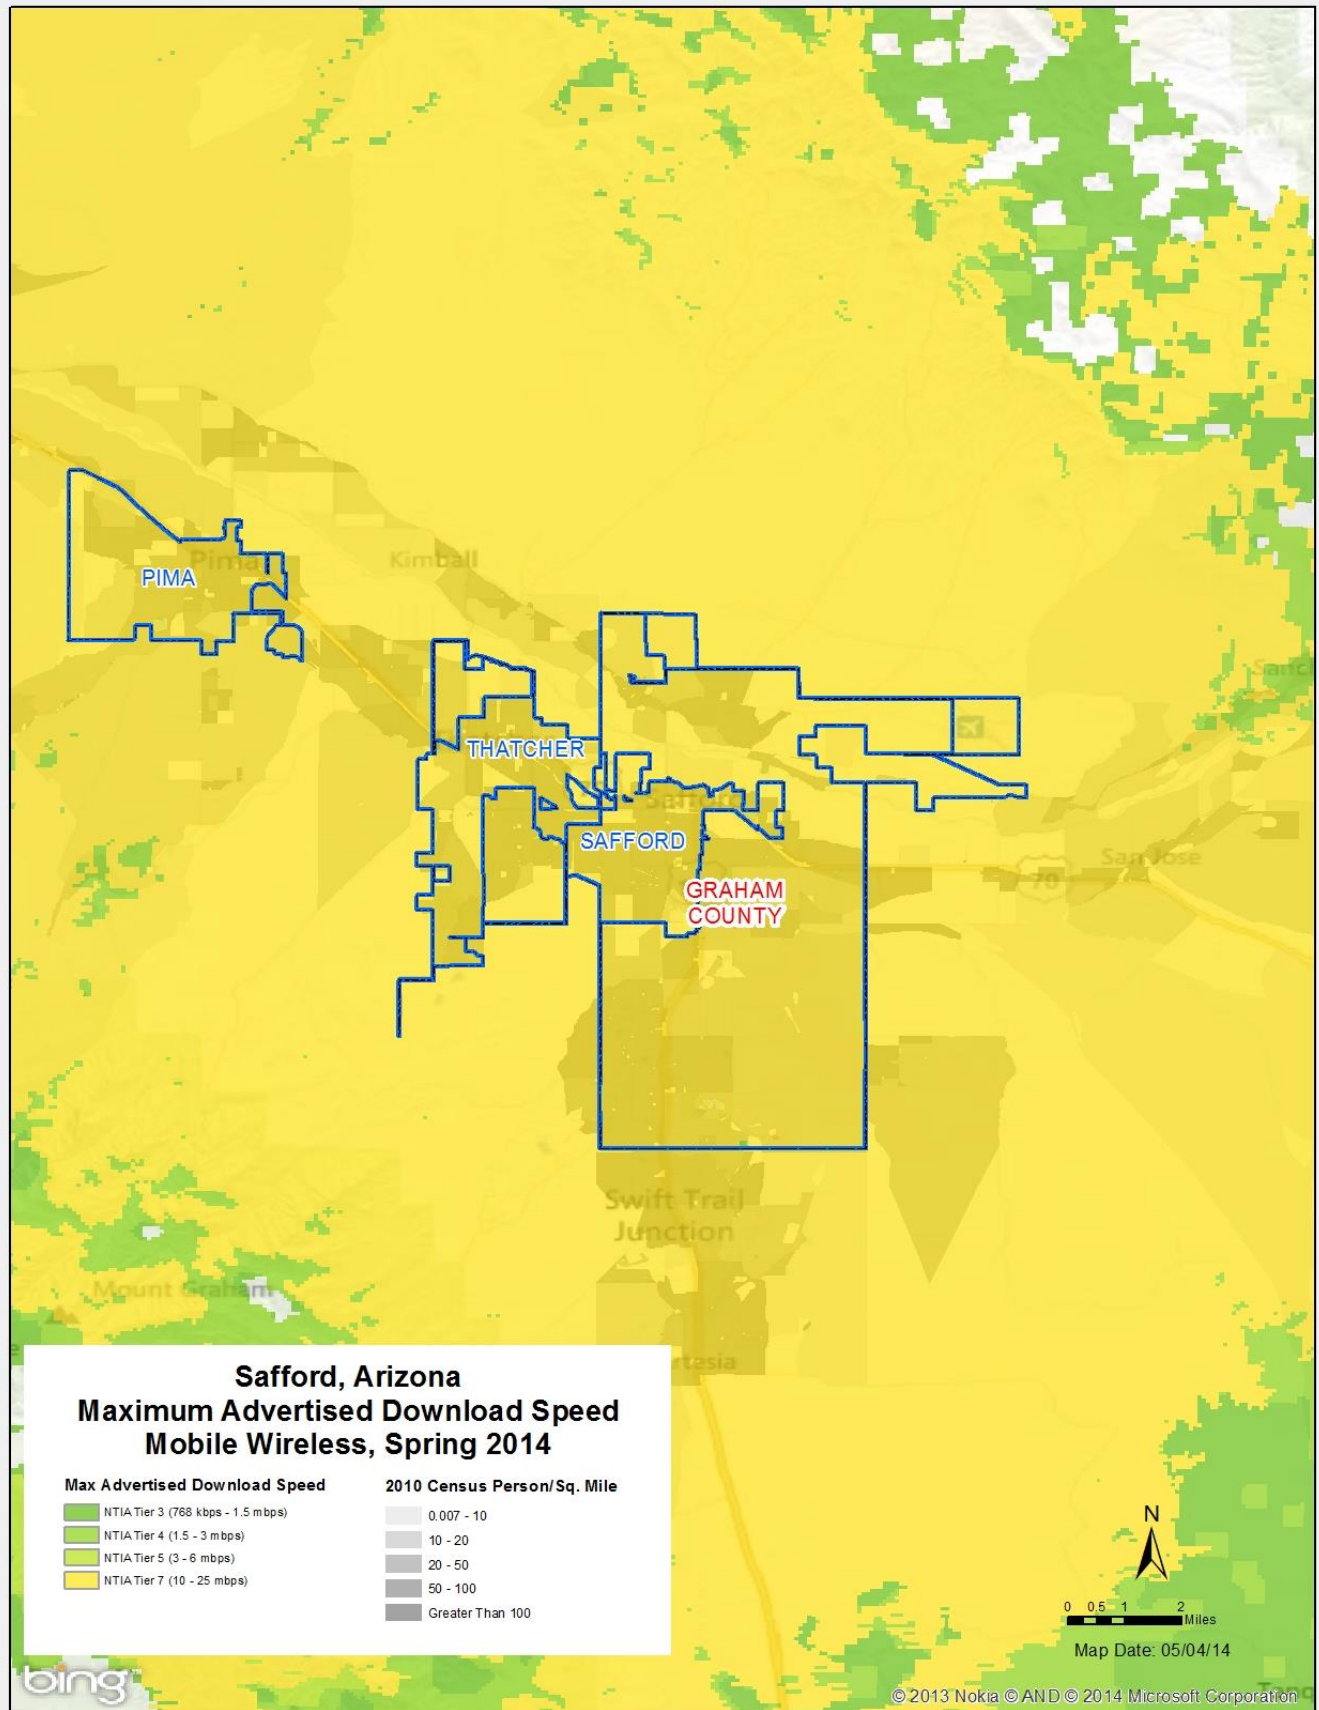 Pima
Kimball
PIMA
THATCHER
Safford
SAFFORD
GRAHAM
COUNTY
70
San Jose
Swift Trail
Junction
Mount Graham
Safford, Arizona
Maximum Advertised Download Speed
Mobile Wireless, Spring 2014
Max Advertised Download Speed
NTIA Tier 3 (768 kbps - 1.5 mbps)
NTIA Tier 4 (1.5 - 3 mbps)
NTIA Tier 5 (3 - 6 mbps)
NTIA Tier 7 (10 - 25 mbps)
2010 Census Person/Sq. Mile
0.007 - 10
10 - 20
20 - 50
50 - 100
Greater Than 100
N
0 0.5 1 2
Miles
Map Date: 05/04/14
bing
© 2013 Nokia © AND © 2014 Microsoft Corporation